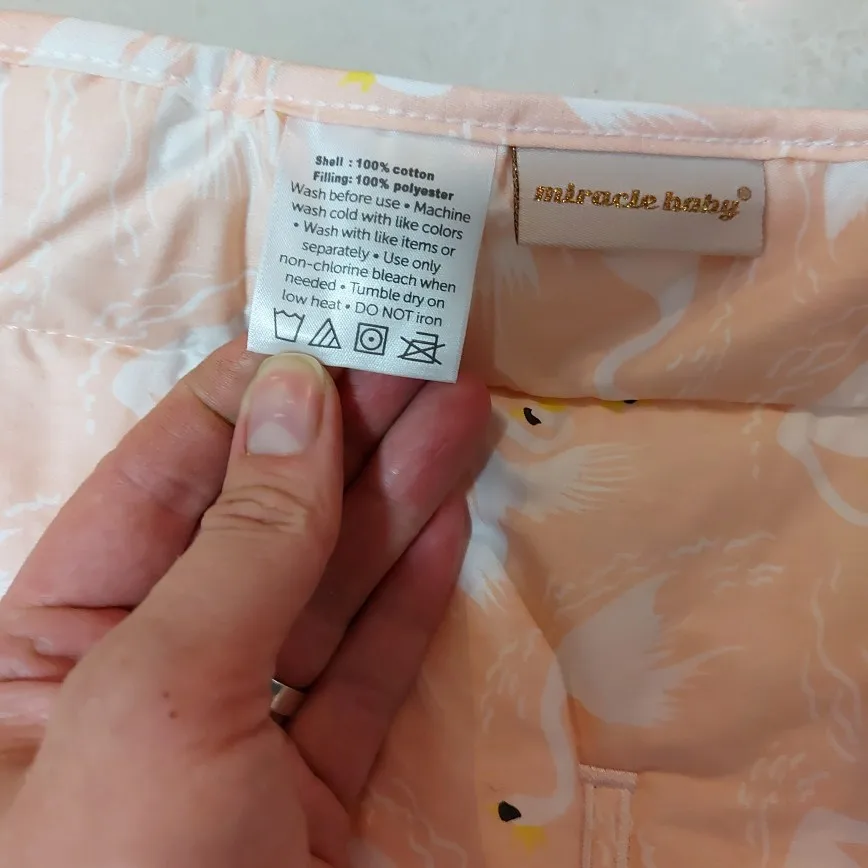 Shell : 100% cotton
Filling: 100% polyester
Wash before use • Machine
wash cold with like colors
• Wash with like items or
separately • Use only
non-chlorine bleach when
needed • Tumble dry on
low heat • DO NOT iron
miracle baby®